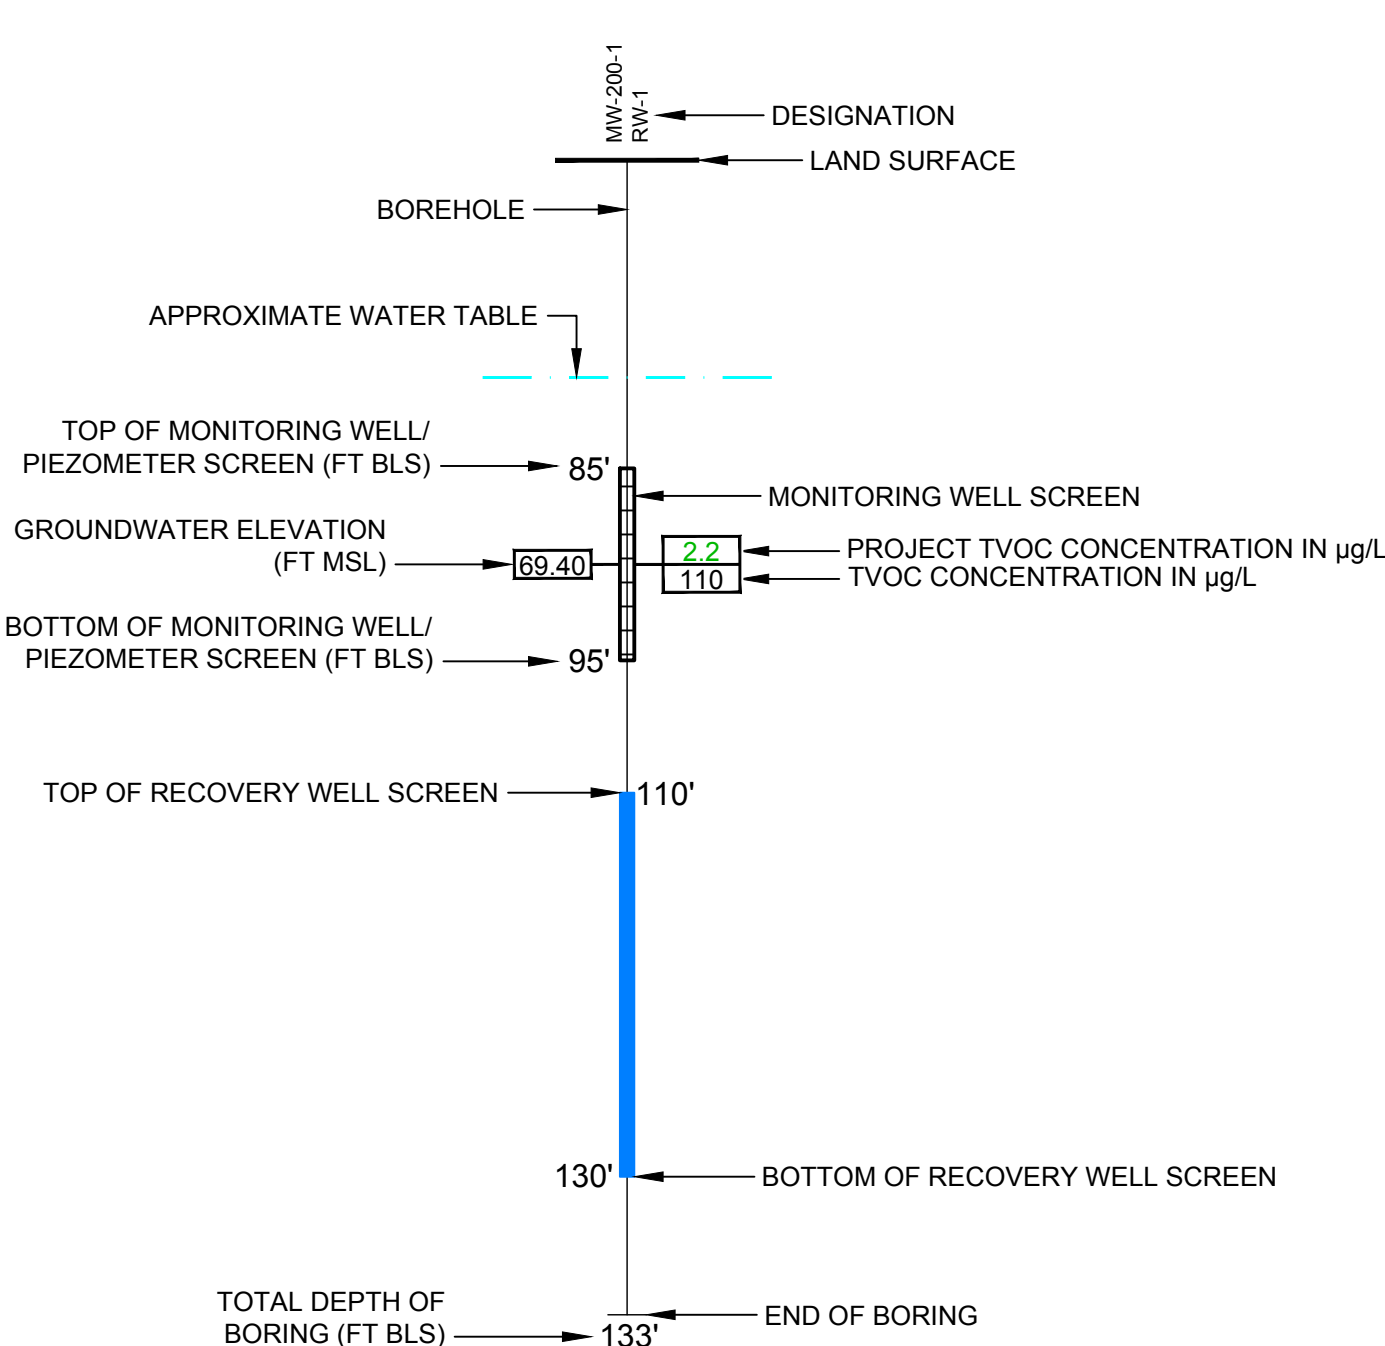 MW-200-1
RW-1
DESIGNATION
LAND SURFACE
BOREHOLE
APPROXIMATE WATER TABLE
TOP OF MONITORING WELL/
PIEZOMETER SCREEN (FT BLS)
85'
MONITORING WELL SCREEN
GROUNDWATER ELEVATION
(FT MSL)
69.40
2.2
PROJECT TVOC CONCENTRATION IN µg/L
110
TVOC CONCENTRATION IN µg/L
BOTTOM OF MONITORING WELL/
PIEZOMETER SCREEN (FT BLS)
95'
TOP OF RECOVERY WELL SCREEN
110'
130'
BOTTOM OF RECOVERY WELL SCREEN
TOTAL DEPTH OF
BORING (FT BLS)
END OF BORING
133'